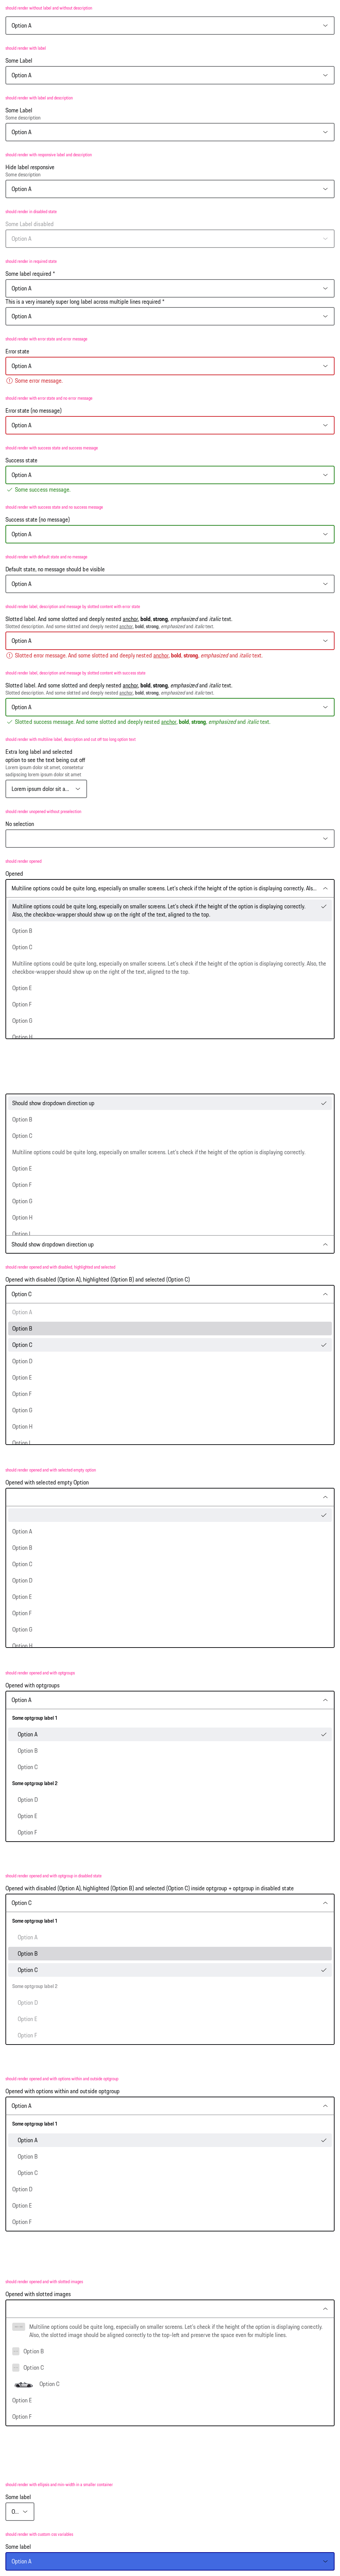 should render without label and without description
Option A
should render with label
Some Label
Option A
should render with label and description
Some Label
Some description
Option A
should render with responsive label and description
Hide label responsive
Some description
Option A
should render in disabled state
Some Label disabled
Option A
should render in required state
Some label required *
Option A
This is a very insanely super long label across multiple lines required *
Option A
should render with error state and error message
Error state
Option A
Some error message.
should render with error state and no error message
Error state (no message)
Option A
should render with success state and success message
Success state
Option A
Some success message.
should render with success state and no success message
Success state (no message)
Option A
should render with default state and no message
Default state, no message should be visible
Option A
should render label, description and message by slotted content with error state
Slotted label. And some slotted and deeply nested anchor, bold, strong, emphasized and italic text.
Slotted description. And some slotted and deeply nested anchor, bold, strong, emphasized and italic text.
Option A
Slotted error message. And some slotted and deeply nested anchor, bold, strong, emphasized and italic text.
should render label, description and message by slotted content with success state
Slotted label. And some slotted and deeply nested anchor, bold, strong, emphasized and italic text.
Slotted description. And some slotted and deeply nested anchor, bold, strong, emphasized and italic text.
Option A
Slotted success message. And some slotted and deeply nested anchor, bold, strong, emphasized and italic text.
should render with multiline label, description and cut off too long option text
Extra long label and selected
option to see the text being cut off
Lorem ipsum dolor sit amet, consetetur
sadipscing lorem ipsum dolor sit amet
Lorem ipsum dolor sit a...
should render unopened without preselection
No selection
should render opened
Opened
Multiline options could be quite long, especially on smaller screens. Let's check if the height of the option is displaying correctly. Als...
Multiline options could be quite long, especially on smaller screens. Let's check if the height of the option is displaying correctly.
Also, the checkbox-wrapper should show up on the right of the text, aligned to the top.
Option B
Option C
Multiline options could be quite long, especially on smaller screens. Let's check if the height of the option is displaying correctly. Also, the
checkbox-wrapper should show up on the right of the text, aligned to the top.
Option E
Option F
Option G
Option H
Should show dropdown direction up
Option B
Option C
Multiline options could be quite long, especially on smaller screens. Let's check if the height of the option is displaying correctly.
Option E
Option F
Option G
Option H
Option I
Should show dropdown direction up
should render opened and with disabled, hightlighted and selected
Opened with disabled (Option A), highlighted (Option B) and selected (Option C)
Option C
Option A
Option B
Option C
Option D
Option E
Option F
Option G
Option H
Option I
should render opened and with selected empty option
Opened with selected empty Option
Option A
Option B
Option C
Option D
Option E
Option F
Option G
Option H
should render opened and with optgroups
Opened with optgroups
Option A
Some optgroup label 1
Option A
Option B
Option C
Some optgroup label 2
Option D
Option E
Option F
should render opened and with optgroup in disabled state
Opened with disabled (Option A), highlighted (Option B) and selected (Option C) inside optgroup + optgroup in disabled state
Option C
Some optgroup label 1
Option A
Option B
Option C
Some optgroup label 2
Option D
Option E
Option F
should render opened and with options within and outside optgroup
Opened with options within and outside optgroup
Option A
Some optgroup label 1
Option A
Option B
Option C
Option D
Option E
Option F
should render opened and with slotted images
Opened with slotted images
Multiline options could be quite long, especially on smaller screens. Let's check if the height of the option is displaying correctly.
Also, the slotted image should be aligned correctly to the top-left and preserve the space even for multiple lines.
Option B
Option C
Option C
Option E
Option F
should render with ellipsis and min-width in a smaller container
Some label
O...
should render with custom css variables
Some label
Option A